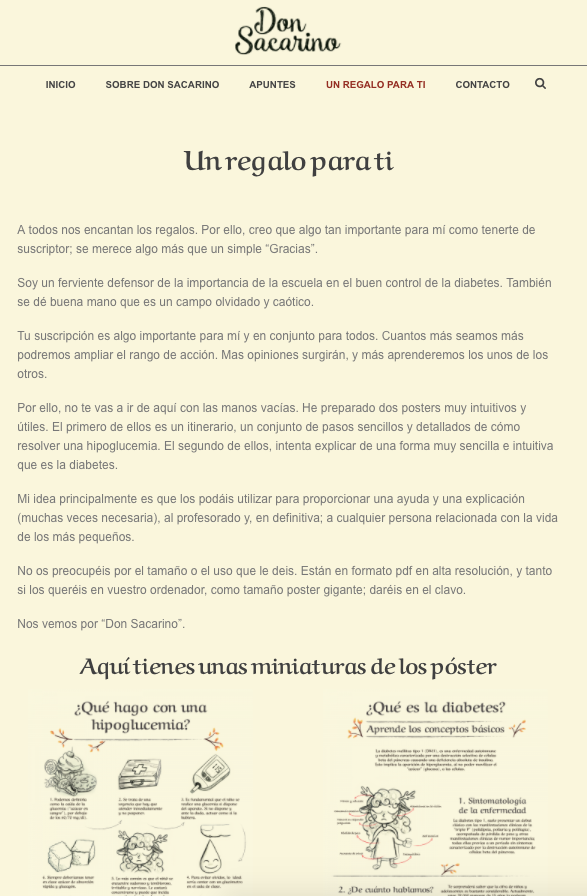 Don
Sacarino
INICIO SOBRE DON SACARINO APUNTES UN REGALO PARA TI CONTACTO
Un regalo para ti
A todos nos encantan los regalos. Por ello, creo que algo tan importante para mí como tenerte de
suscriptor; se merece algo más que un simple “Gracias”.
Soy un ferviente defensor de la importancia de la escuela en el buen control de la diabetes. También
se dé buena mano que es un campo olvidado y caótico.
Tu suscripción es algo importante para mí y en conjunto para todos. Cuantos más seamos más
podremos ampliar el rango de acción. Mas opiniones surgirán, y más aprenderemos los unos de los
otros.
Por ello, no te vas a ir de aquí con las manos vacías. He preparado dos posters muy intuitivos y
útiles. El primero de ellos es un itinerario, un conjunto de pasos sencillos y detallados de cómo
resolver una hipoglucemia. El segundo de ellos, intenta explicar de una forma muy sencilla e intuitiva
que es la diabetes.
Mi idea principalmente es que los podáis utilizar para proporcionar una ayuda y una explicación
(muchas veces necesaria), al profesorado y, en definitiva; a cualquier persona relacionada con la vida
de los más pequeños.
No os preocupéis por el tamaño o el uso que le deis. Están en formato pdf en alta resolución, y tanto
si los queréis en vuestro ordenador, como tamaño poster gigante; daréis en el clavo.
Nos vemos por “Don Sacarino”.
Aquí tienes unas miniaturas de los póster
¿Qué hago con una
hipoglucemia?
¿Qué es la diabetes?
Aprende los conceptos básicos
1. Sintomatología
de la enfermedad
2. ¿De cuánto hablamos?